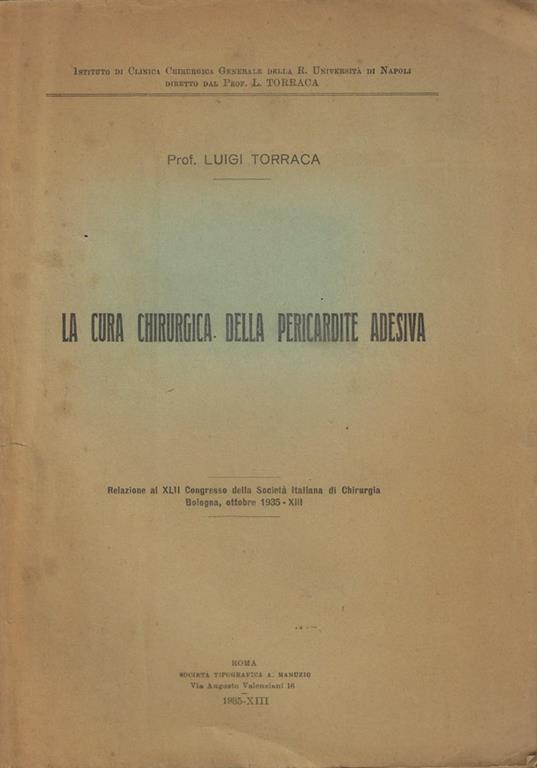 ISTITUTO DI CLINICA CHIRURGICA GENERALE DELLA R. UNIVERSITÀ DI NAPOLI
DIRETTO DAL PROF. L. TORRACA
Prof. LUIGI TORRACA
LA CURA CHIRURGICA DELLA PERICARDITE ADESIVA
Relazione al XLII Congresso della Società Italiana di Chirurgia
Bologna, ottobre 1935 - XIII
ROMA
SOCIETÀ TIPOGRAFICA A. MANUZIO
Via Augusto Valenziani 16
1935-XIII